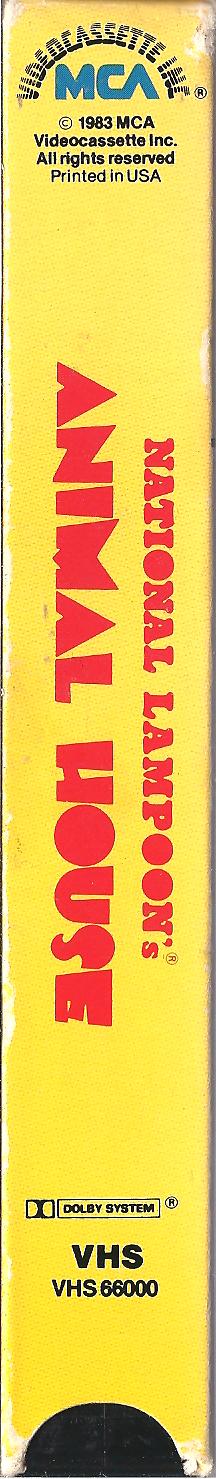 VIDEOCASSETTE INC.
MCA®
© 1983 MCA
Videocassette Inc.
All rights reserved
Printed in USA
NATIONAL LAMPOON's®
ANIMAL HOUSE
DOLBY SYSTEM ®
VHS
VHS 66000